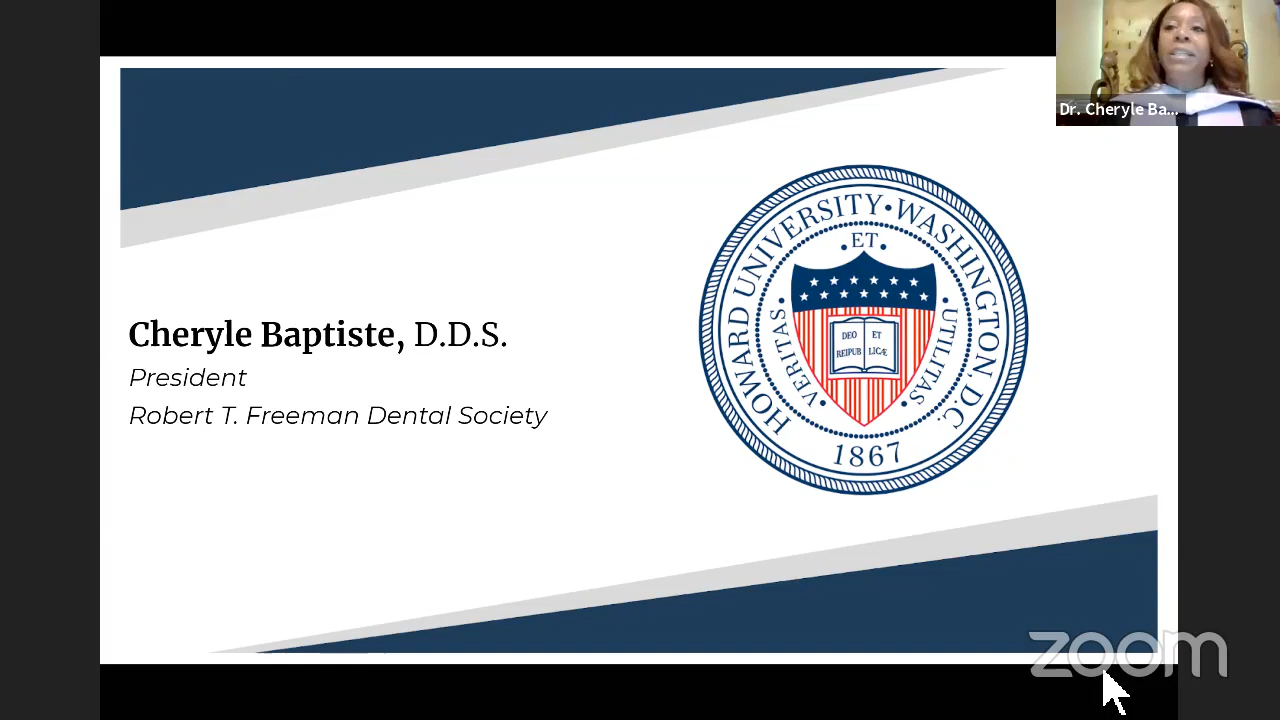 Dr. Cheryle Ba...
HOWARD UNIVERSITY • WASHINGTON, D.C.
• ET •
VERITAS •
• UTILITAS •
DEO ET
REIPUB LICÆ
1867
Cheryle Baptiste, D.D.S.
President
Robert T. Freeman Dental Society
zoom